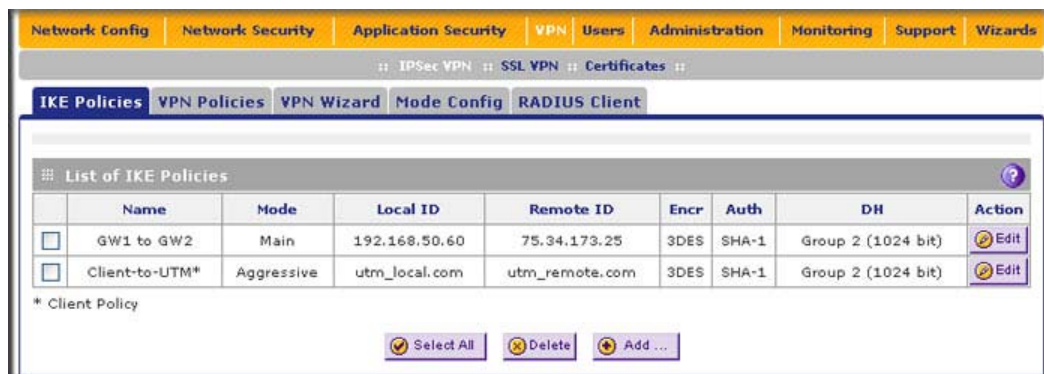 Network Config Network Security Application Security VPN Users Administration Monitoring Support Wizards
:: IPSec VPN :: SSL VPN :: Certificates ::
IKE Policies VPN Policies VPN Wizard Mode Config RADIUS Client
List of IKE Policies ?
Name Mode Local ID Remote ID Encr Auth DH Action
GW1 to GW2 Main 192.168.50.60 75.34.173.25 3DES SHA-1 Group 2 (1024 bit) Edit
Client-to-UTM* Aggressive utm_local.com utm_remote.com 3DES SHA-1 Group 2 (1024 bit) Edit
* Client Policy
Select All Delete Add ...